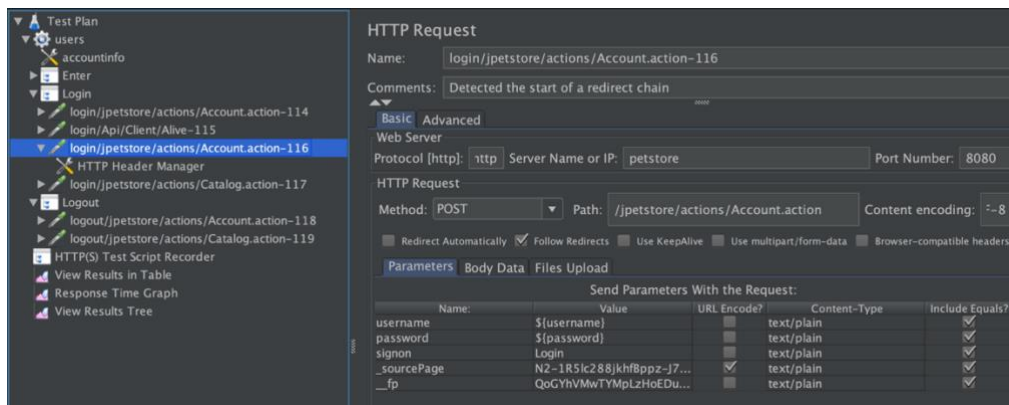 Test Plan
users
accountinfo
Enter
Login
login/jpetstore/actions/Account.action-114
login/Api/Client/Alive-115
login/jpetstore/actions/Account.action-116
HTTP Header Manager
login/jpetstore/actions/Catalog.action-117
Logout
logout/jpetstore/actions/Account.action-118
logout/jpetstore/actions/Catalog.action-119
HTTP(S) Test Script Recorder
View Results in Table
Response Time Graph
View Results Tree
HTTP Request
Name: login/jpetstore/actions/Account.action-116
Comments: Detected the start of a redirect chain
Basic Advanced
Web Server
Protocol [http]: http Server Name or IP: petstore Port Number: 8080
HTTP Request
Method: POST Path: /jpetstore/actions/Account.action Content encoding: -8
Redirect Automatically Follow Redirects Use KeepAlive Use multipart/form-data Browser-compatible headers
Parameters Body Data Files Upload
Send Parameters With the Request:
Name: Value URL Encode? Content-Type Include Equals?
username ${username} text/plain
password ${password} text/plain
signon Login text/plain
_sourcePage N2-1R5lc288jkhfBppz-J7... text/plain
__fp QoGYhVMwTYMpLzHoEDu... text/plain